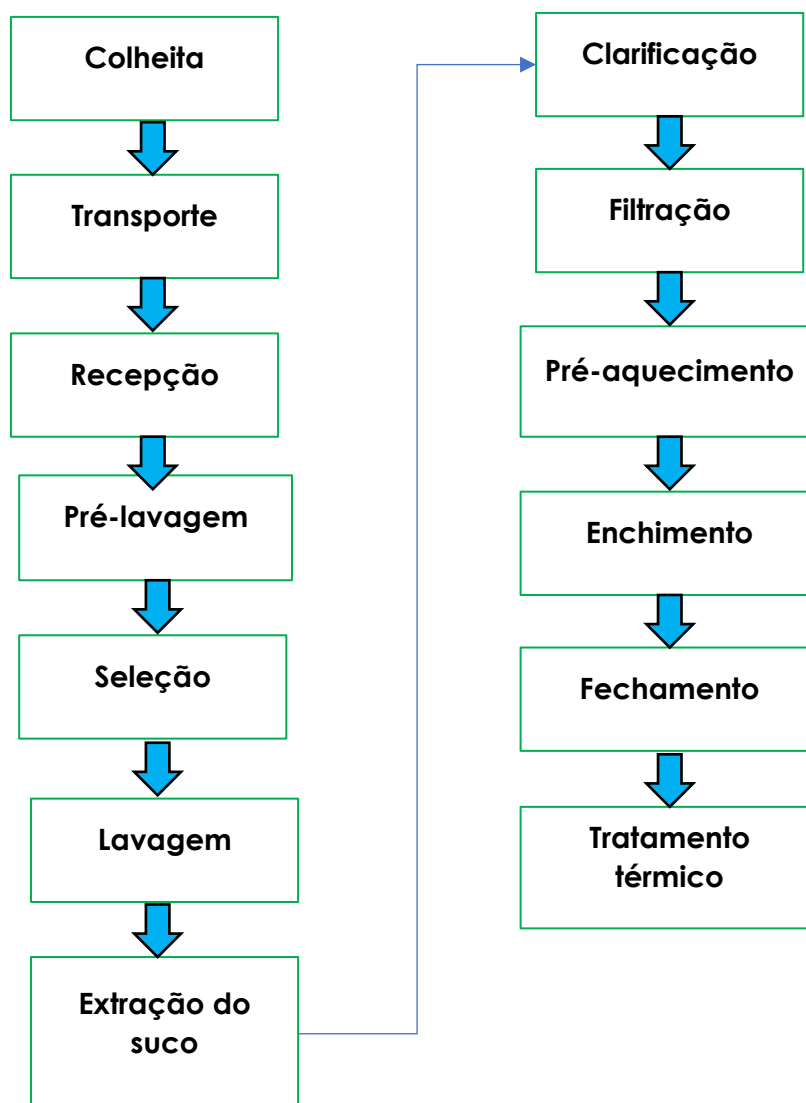 Colheita
Transporte
Recepção
Pré-lavagem
Seleção
Lavagem
Extração do
suco
Clarificação
Filtração
Pré-aquecimento
Enchimento
Fechamento
Tratamento
térmico